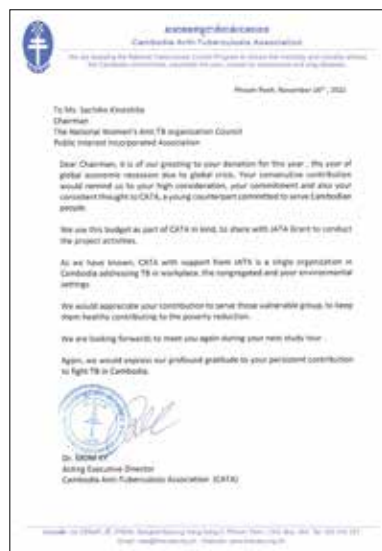 Cambodia Anti-Tuberculosis Association
Phnom Penh, November 16th, 2022
To Ms. Sachiko Kinoshita
Chairman
The National Women's Anti TB organization Council
Public Interest Incorporated Association
Dear Chairman, it is of our greeting to your donation for this year , the year of
global economic recession due to global crisis. Your consecutive contribution
would remind us to your high consideration, your commitment and also your
consistent thought to CATA, a young counterpart committed to serve Cambodian
people.
We use this budget as part of CATA in kind, to share with JATA Grant to conduct
the project activities.
As we have known, CATA with support from JATA is a single organization in
Cambodia addressing TB in workplace, the congregated and your environmental
settings.
We would appreciate your contribution to serve those vulnerable group, to keep
them healthy contributing to the poverty reduction.
We are looking forwards to meet you again during your next study tour .
Again, we would express our profound gratitude to your persistent contribution
to fight TB in Cambodia.
Dr.
Acting Executive Director
Cambodia Anti-Tuberculosis Association (CATA)